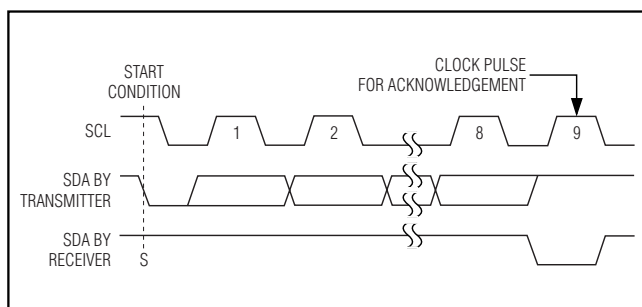 START
CONDITION
CLOCK PULSE
FOR ACKNOWLEDGEMENT
SCL
1
2
8
9
SDA BY
TRANSMITTER
SDA BY
RECEIVER
S